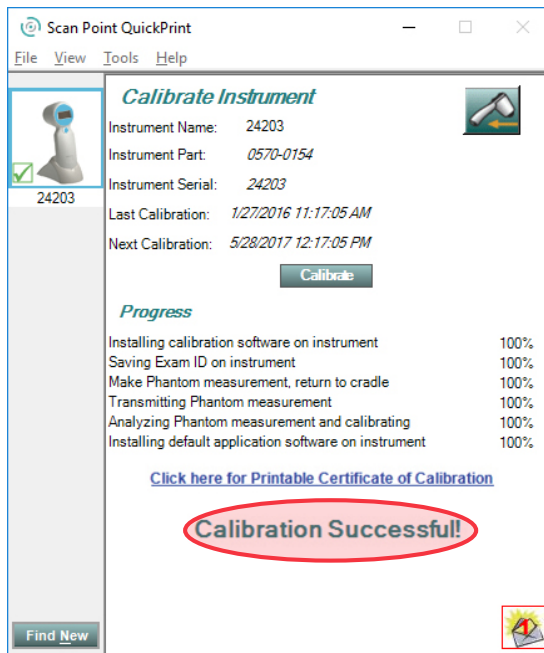 Scan Point QuickPrint
File View Tools Help
24203
Calibrate Instrument
Instrument Name: 24203
Instrument Part: 0570-0154
Instrument Serial: 24203
Last Calibration: 1/27/2016 11:17:05 AM
Next Calibration: 5/28/2017 12:17:05 PM
Calibrate
Progress
Installing calibration software on instrument 100%
Saving Exam ID on instrument 100%
Make Phantom measurement, return to cradle 100%
Transmitting Phantom measurement 100%
Analyzing Phantom measurement and calibrating 100%
Installing default application software on instrument 100%
Click here for Printable Certificate of Calibration
Calibration Successful!
Find New
1